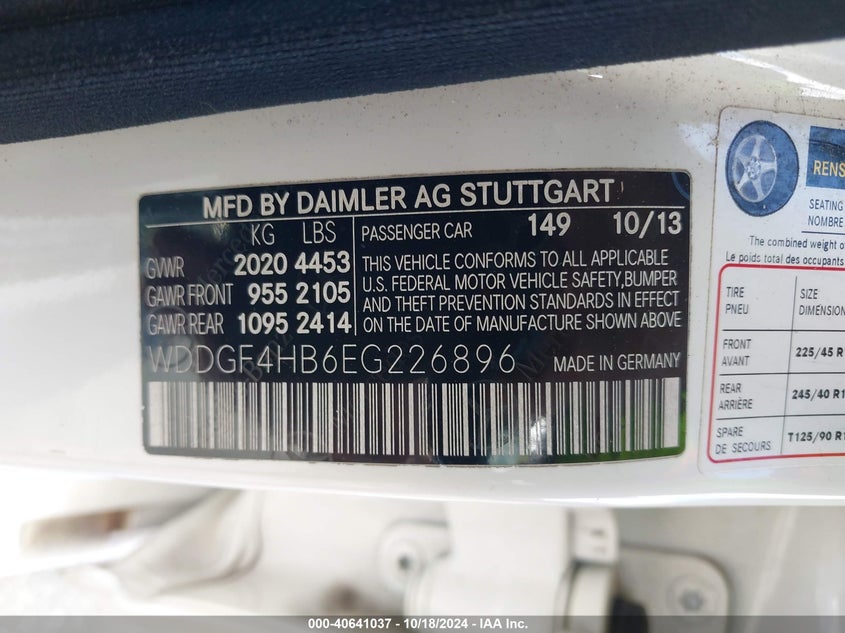 MFD BY DAIMLER AG STUTTGART
KG LBS
PASSENGER CAR 149 10/13
GVWR 2020 4453
GAWR FRONT 955 2105
GAWR REAR 1095 2414
THIS VEHICLE CONFORMS TO ALL APPLICABLE
U.S. FEDERAL MOTOR VEHICLE SAFETY,BUMPER
AND THEFT PREVENTION STANDARDS IN EFFECT
ON THE DATE OF MANUFACTURE SHOWN ABOVE
WDDGF4HB6EG226896 MADE IN GERMANY
SEATING
NOMBRE
The combined weight
Le poids total des occupants
TIRE SIZE
PNEU DIMENSION
FRONT
AVANT 225/45
REAR
ARRIÈRE 245/40
SPARE
DE SECOURS T125/90
000-40641037 - 10/18/2024 - IAA Inc.